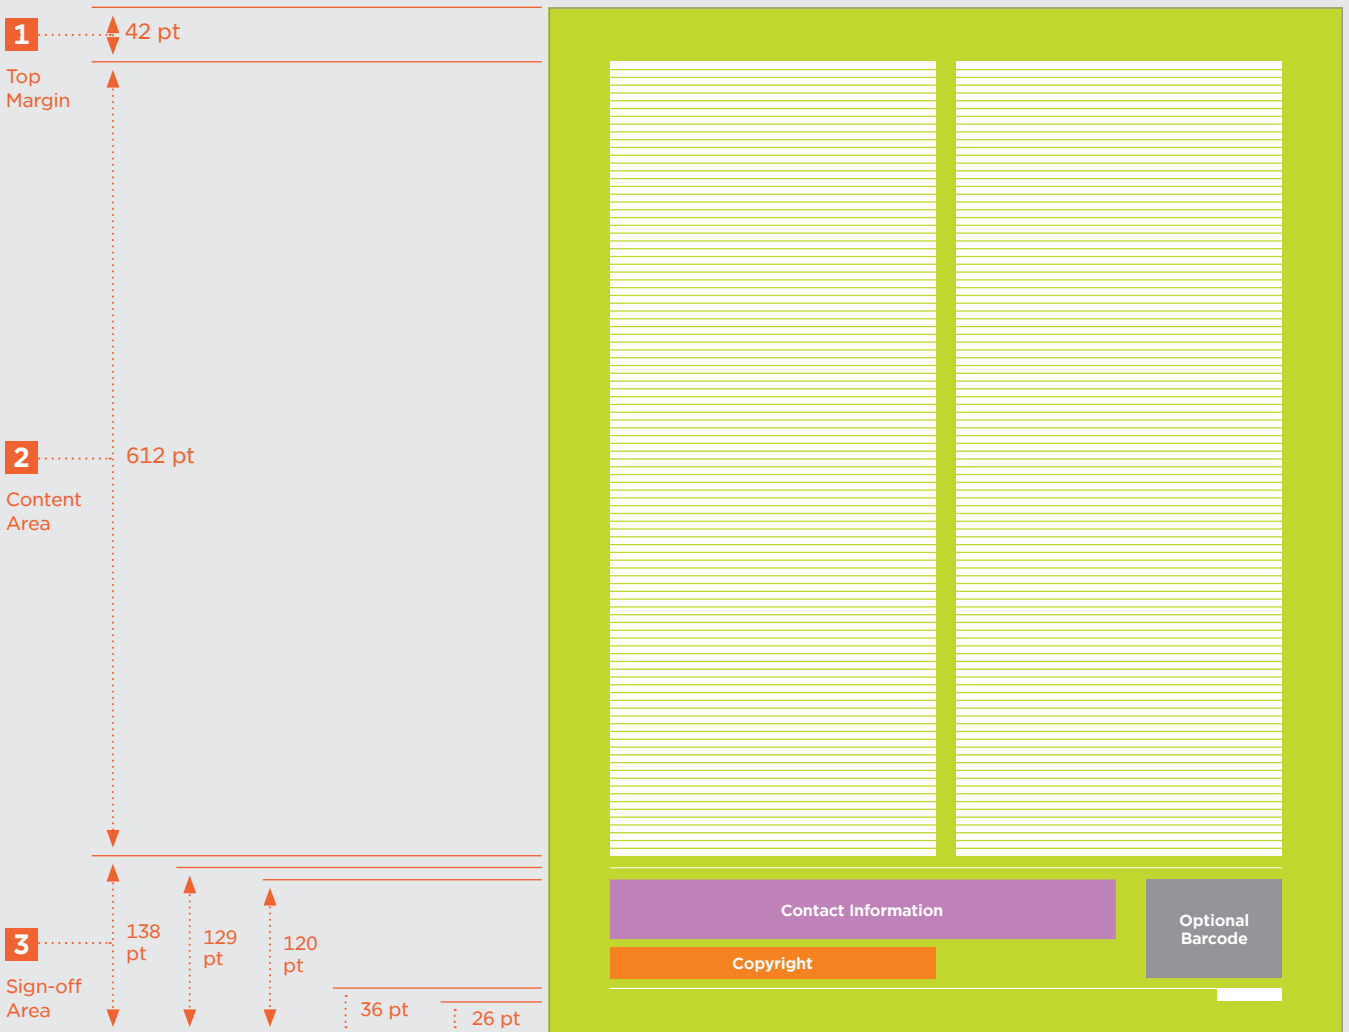 1
42 pt
Top
Margin
2
612 pt
Content
Area
3
138
pt
129
pt
120
pt
Sign-off
Area
36 pt
26 pt
Contact Information
Optional
Barcode
Copyright